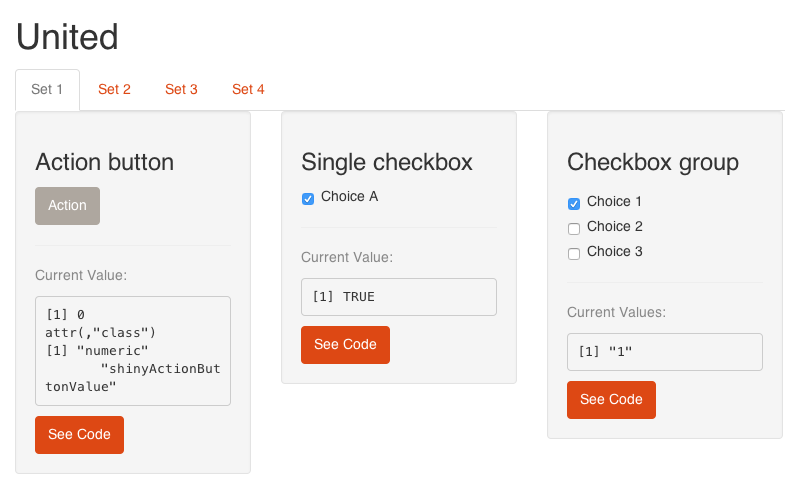 United
Set 1 Set 2 Set 3 Set 4
Action button
Action
Current Value:
[1] 0
attr(,"class")
[1] "numeric"
"shinyActionBut
tonValue"
See Code
Single checkbox
Choice A
Current Value:
[1] TRUE
See Code
Checkbox group
Choice 1
Choice 2
Choice 3
Current Values:
[1] "1"
See Code